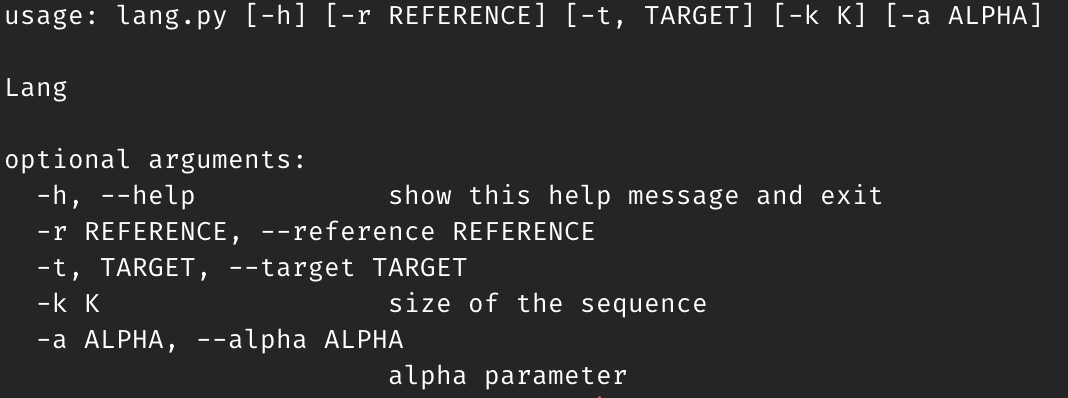 usage: lang.py [-h] [-r REFERENCE] [-t, TARGET] [-k K] [-a ALPHA]
Lang
optional arguments:
-h, --help show this help message and exit
-r REFERENCE, --reference REFERENCE
-t, TARGET, --target TARGET
-k K size of the sequence
-a ALPHA, --alpha ALPHA
alpha parameter